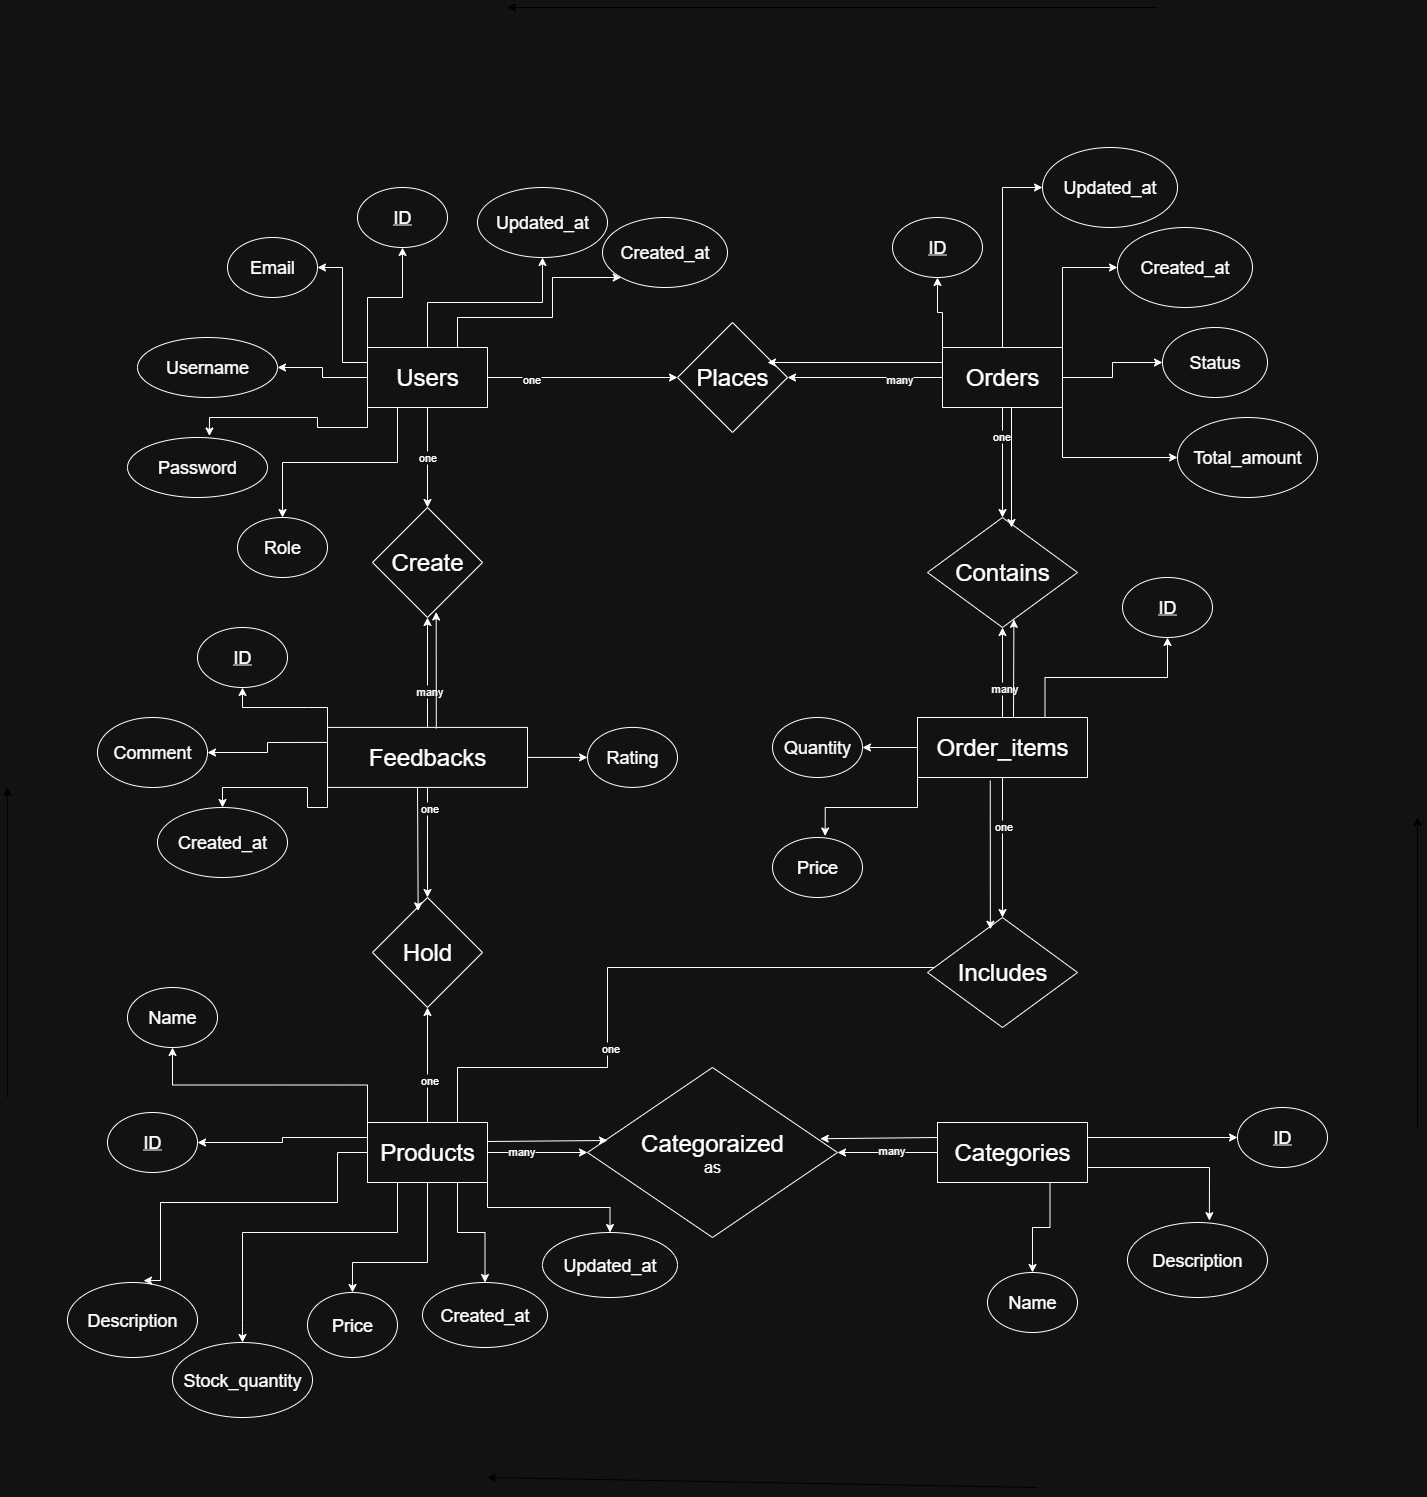 Updated_at
ID
Updated_at
Created_at
ID
Email
Created_at
Username
Users
one
Places
many
Orders
Status
Password
one
one
Total_amount
Role
Create
Contains
ID
ID
many
many
Comment
Feedbacks
Rating
Quantity
Order_items
one
one
Created_at
Price
Hold
Includes
Name
one
one
ID
Products
many
Categoraized
as
many
Categories
ID
Description
Updated_at
Created_at
Name
Description
Price
Stock_quantity